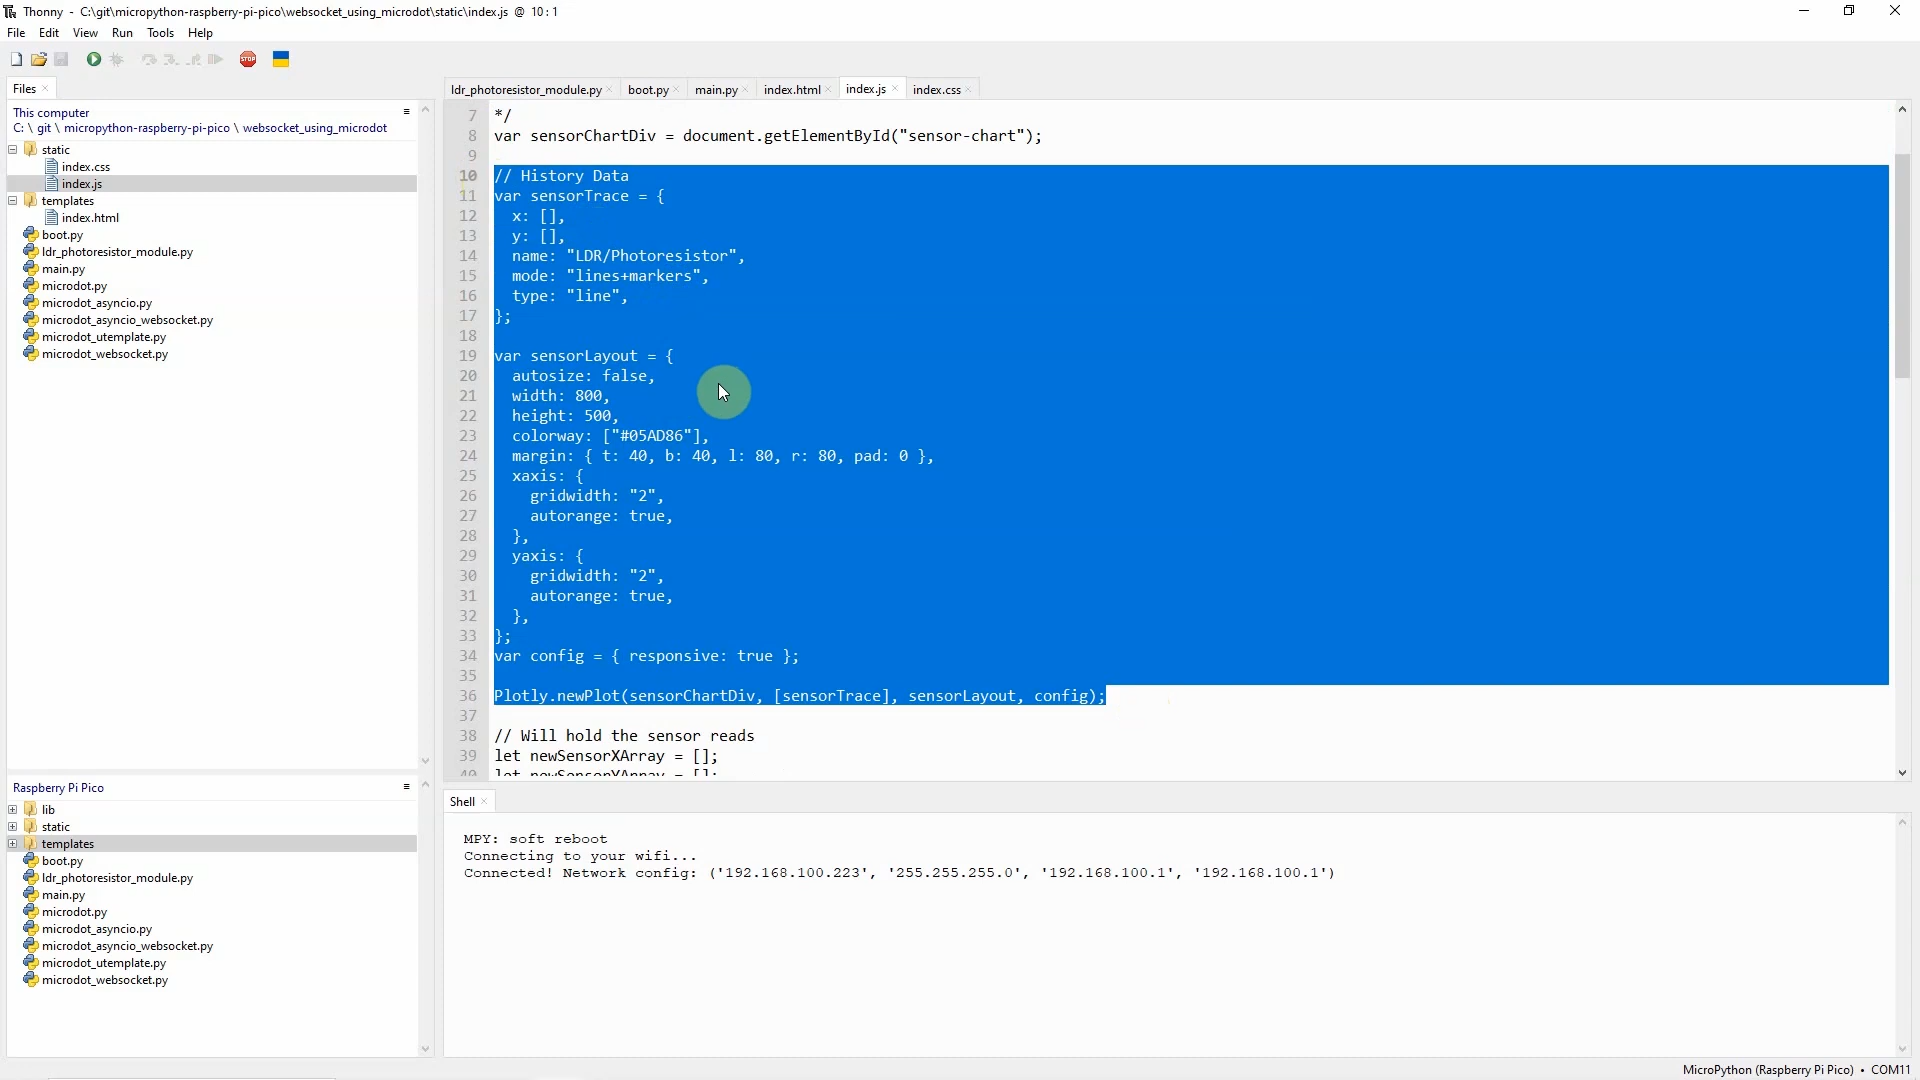 Thonny - C:\git\micropython-raspberry-pi-pico\websocket_using_microdot\static\index.js @ 10:1
File Edit View Run Tools Help
STOP
Files
This computer
C: \ git \ micropython-raspberry-pi-pico \ websocket_using_microdot
static
index.css
index.js
templates
index.html
boot.py
ldr_photoresistor_module.py
main.py
microdot.py
microdot_asyncio.py
microdot_asyncio_websocket.py
microdot_utemplate.py
microdot_websocket.py
Raspberry Pi Pico
lib
static
templates
boot.py
ldr_photoresistor_module.py
main.py
microdot.py
microdot_asyncio.py
microdot_asyncio_websocket.py
microdot_utemplate.py
microdot_websocket.py
ldr_photoresistor_module.py boot.py main.py index.html index.js index.css
7 */
8 var sensorChartDiv = document.getElementById("sensor-chart");
9
10 // History Data
11 var sensorTrace = {
12 x: [],
13 y: [],
14 name: "LDR/Photoresistor",
15 mode: "lines+markers",
16 type: "line",
17 };
18
19 var sensorLayout = {
20 autosize: false,
21 width: 800,
22 height: 500,
23 colorway: ["#05AD86"],
24 margin: { t: 40, b: 40, l: 80, r: 80, pad: 0 },
25 xaxis: {
26 gridwidth: "2",
27 autorange: true,
28 },
29 yaxis: {
30 gridwidth: "2",
31 autorange: true,
32 },
33 };
34 var config = { responsive: true };
35
36 Plotly.newPlot(sensorChartDiv, [sensorTrace], sensorLayout, config);
37
38 // Will hold the sensor reads
39 let newSensorXArray = [];
40 let newSensorYArray = [];
Shell
MPY: soft reboot
Connecting to your wifi...
Connected! Network config: ('192.168.100.223', '255.255.255.0', '192.168.100.1', '192.168.100.1')
MicroPython (Raspberry Pi Pico) • COM11